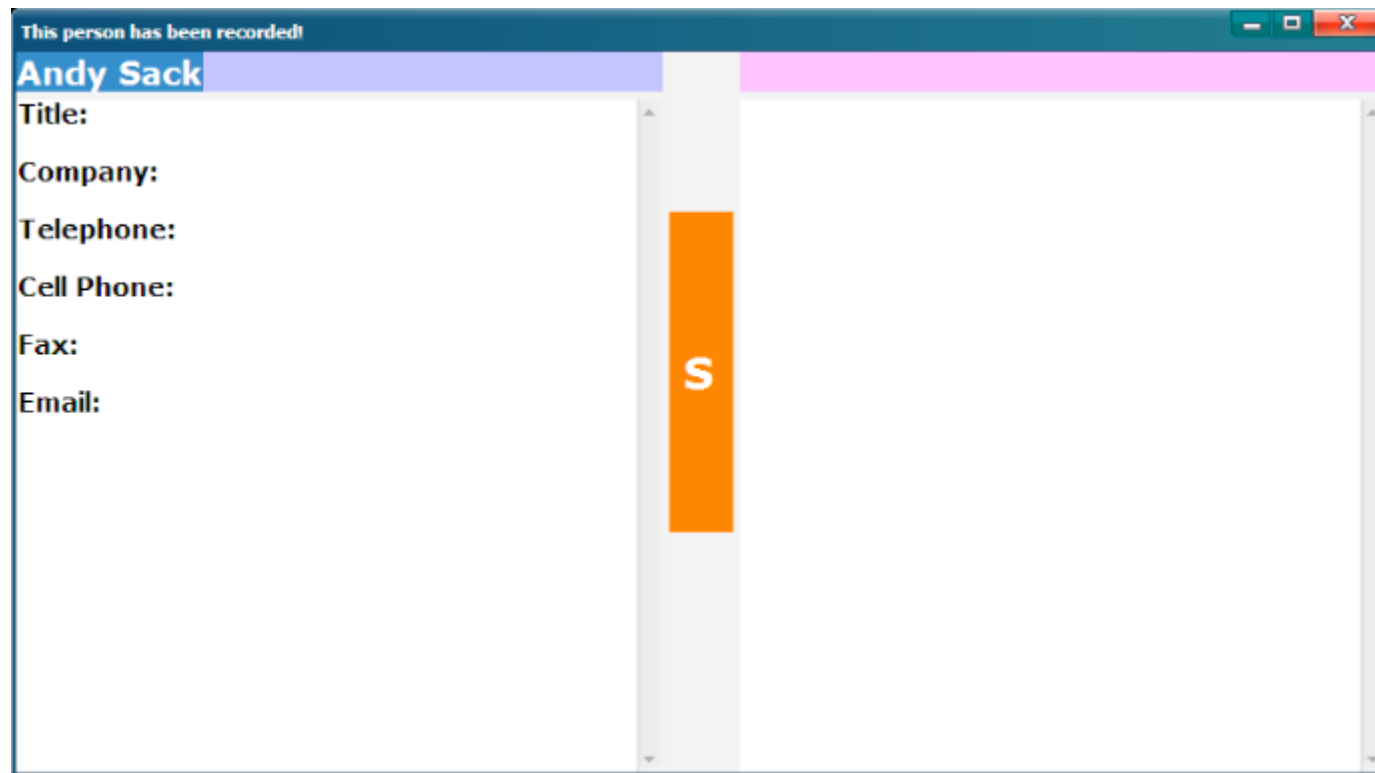 This person has been recorded!
Andy Sack
Title:
Company:
Telephone:
Cell Phone:
Fax:
Email:
S